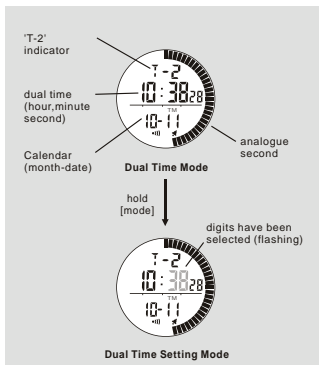 'T-2'
indicator
T-2
dual time
(hour,minute
second)
10:38 28
TM
Calendar
(month-date)
10-11
analogue
second
Dual Time Mode
hold
[mode]
digits have been
selected (flashing)
T-2
10:38 28
TM
10-11
Dual Time Setting Mode